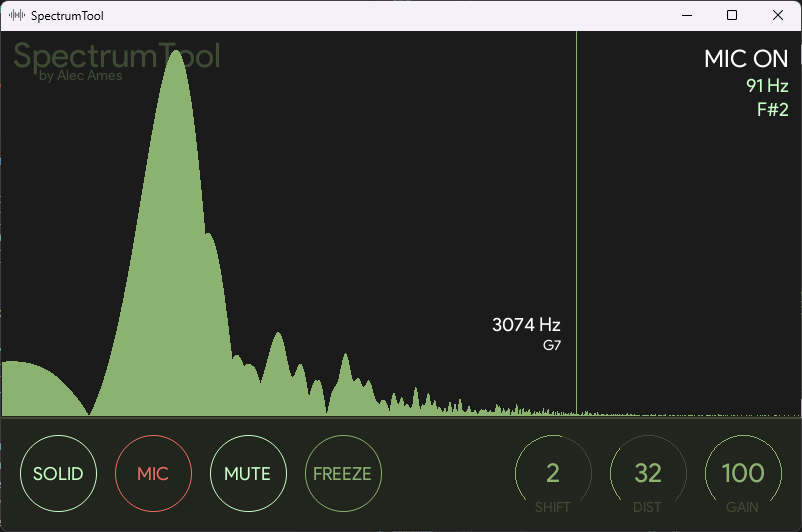 SpectrumTool
SpectrumTool
by Alec Ames
MIC ON
91 Hz
F#2
3074 Hz
G7
SOLID
MIC
MUTE
FREEZE
2
SHIFT
32
DIST
100
GAIN